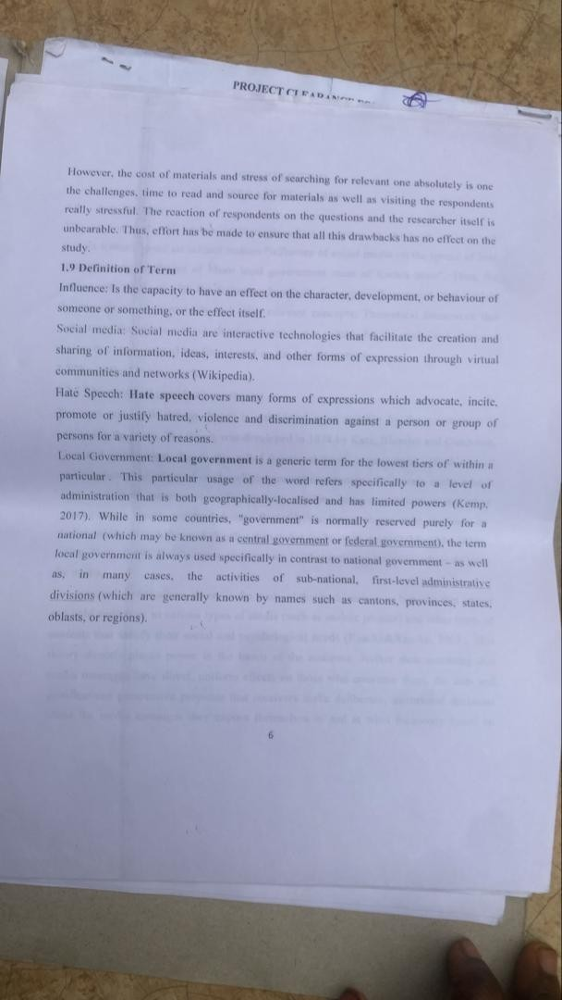 PROJECT CLEARANCE
However, the cost of materials and stress of searching for relevant one absolutely is one
the challenges, time to read and source for materials as well as visiting the respondents
really stressful. The reaction of respondents on the questions and the researcher itself is
unbearable. Thus, effort has be made to ensure that all this drawbacks has no effect on the
study.
1.9 Definition of Term
Influence: Is the capacity to have an effect on the character, development, or behaviour of
someone or something, or the effect itself.
Social media: Social media are interactive technologies that facilitate the creation and
sharing of information, ideas, interests, and other forms of expression through virtual
communities and networks (Wikipedia).
Hate Speech: Hate speech covers many forms of expressions which advocate, incite,
promote or justify hatred, violence and discrimination against a person or group of
persons for a variety of reasons.
Local Government: Local government is a generic term for the lowest tiers of within a
particular . This particular usage of the word refers specifically to a level of
administration that is both geographically-localised and has limited powers (Kemp,
2017). While in some countries, "government" is normally reserved purely for a
national (which may be known as a central government or federal government), the term
local government is always used specifically in contrast to national government – as well
as, in many cases, the activities of sub-national, first-level administrative
divisions (which are generally known by names such as cantons, provinces, states,
oblasts, or regions).
6